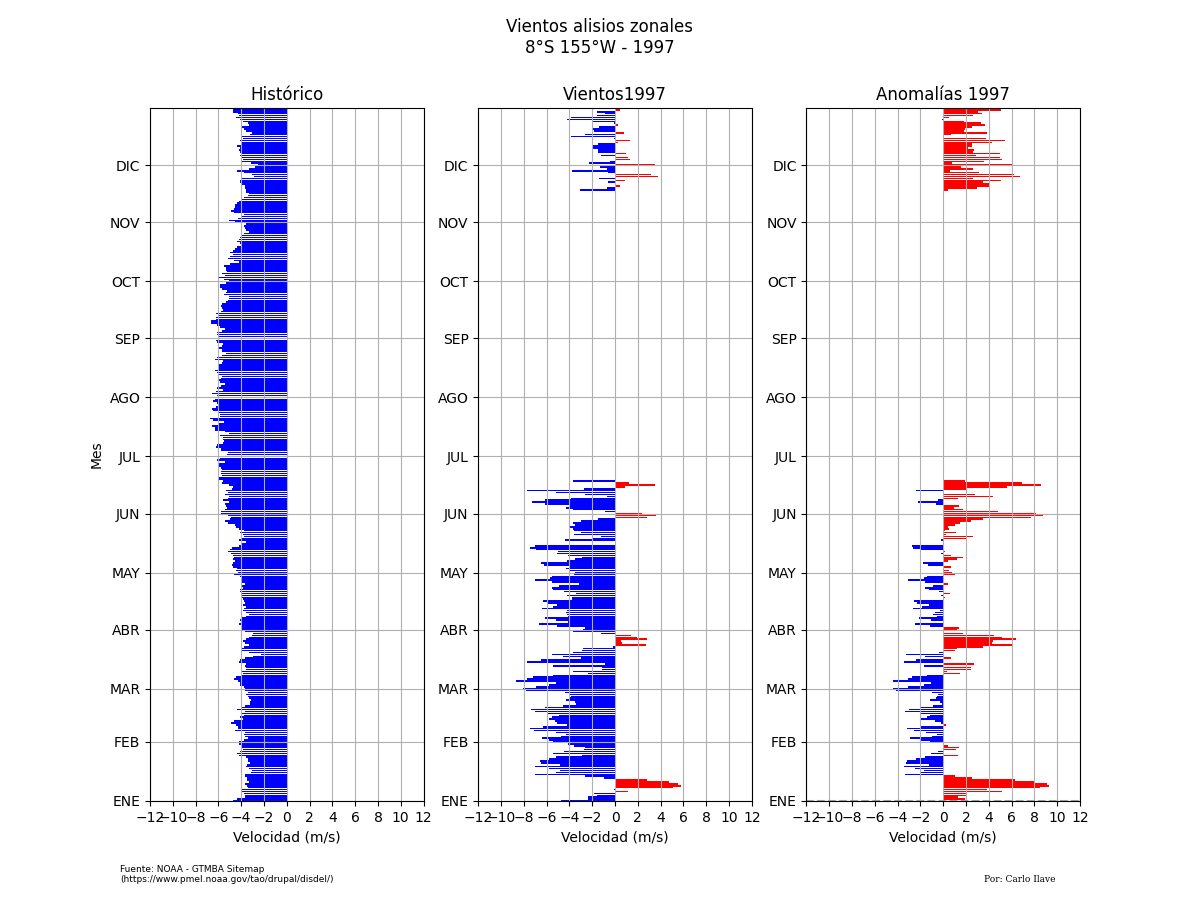 Vientos alisios zonales
8°S 155°W - 1997
Histórico
DIC
NOV
OCT
SEP
AGO
JUL
JUN
MAY
ABR
MAR
FEB
ENE
Mes
−12 −10 −8 −6 −4 −2 0 2 4 6 8 10 12
Velocidad (m/s)
Vientos1997
DIC
NOV
OCT
SEP
AGO
JUL
JUN
MAY
ABR
MAR
FEB
ENE
−12 −10 −8 −6 −4 −2 0 2 4 6 8 10 12
Velocidad (m/s)
Anomalías 1997
DIC
NOV
OCT
SEP
AGO
JUL
JUN
MAY
ABR
MAR
FEB
ENE
−12 −10 −8 −6 −4 −2 0 2 4 6 8 10 12
Velocidad (m/s)
Fuente: NOAA - GTMBA Sitemap
(https://www.pmel.noaa.gov/tao/drupal/disdel/)
Por: Carlo Ilave